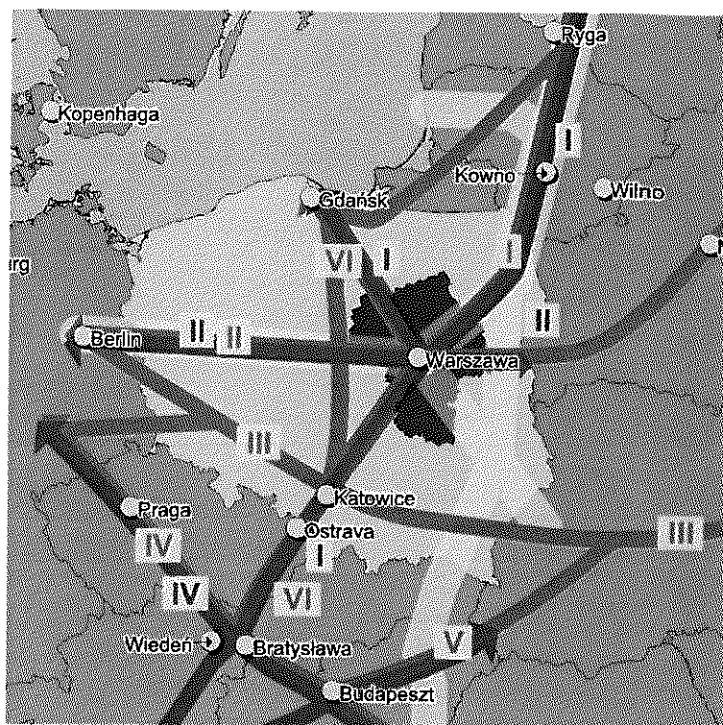 Ryga
Kopenhaga
I
Kowno
Wilno
Gdańsk
VI
I
I
rg
II
II
II
Berlin
Warszawa
III
Katowice
Praga
Ostrava
III
IV
I
IV
VI
V
Wiedeń
Bratysława
Budapeszt